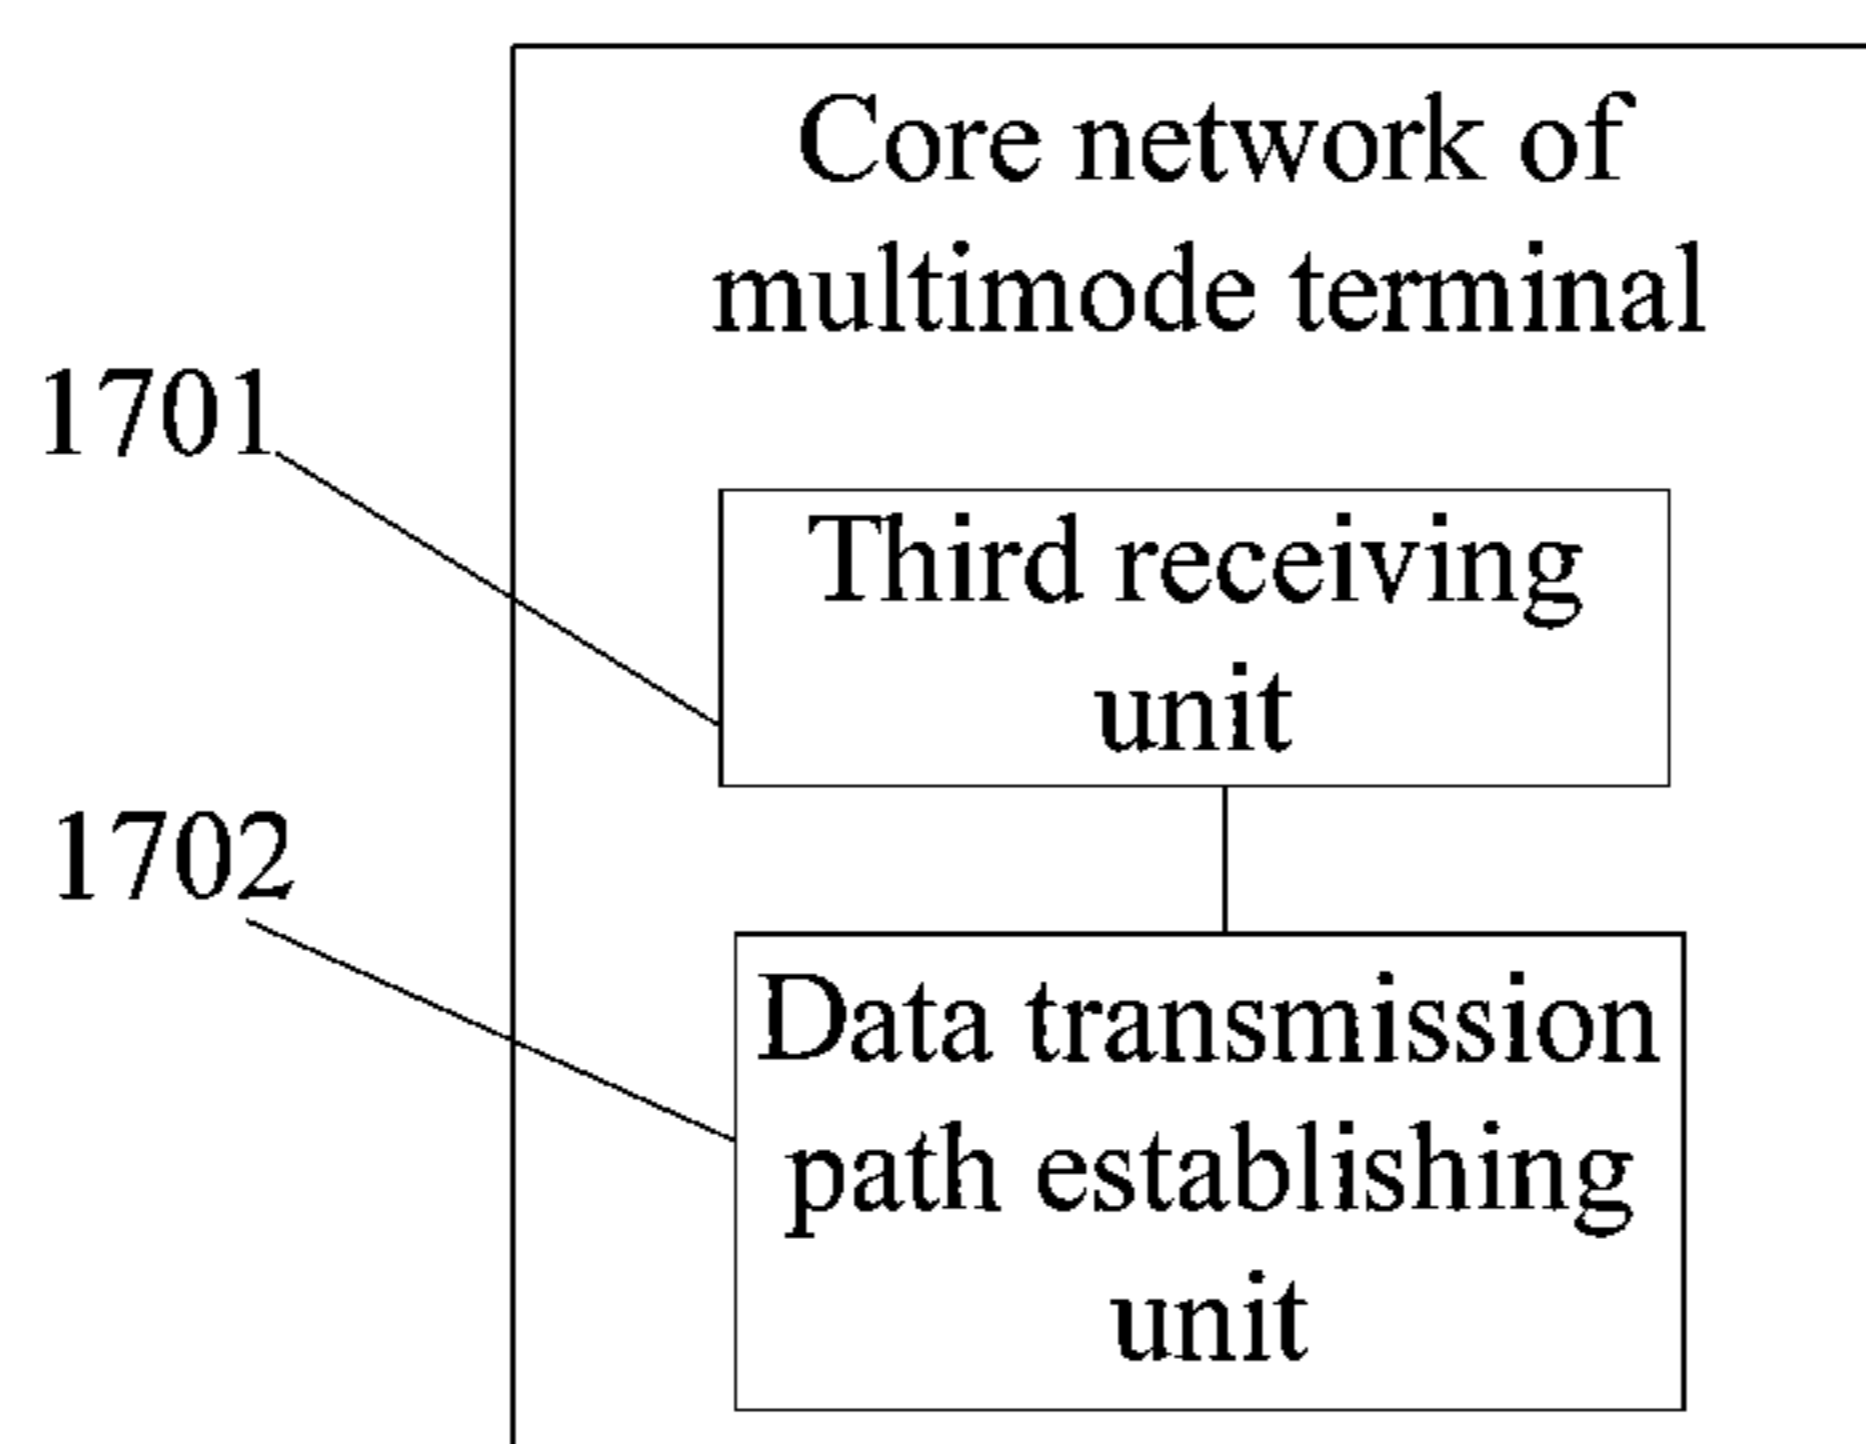 Core network of
multimode terminal
1701
Third receiving
unit
1702
Data transmission
path establishing
unit